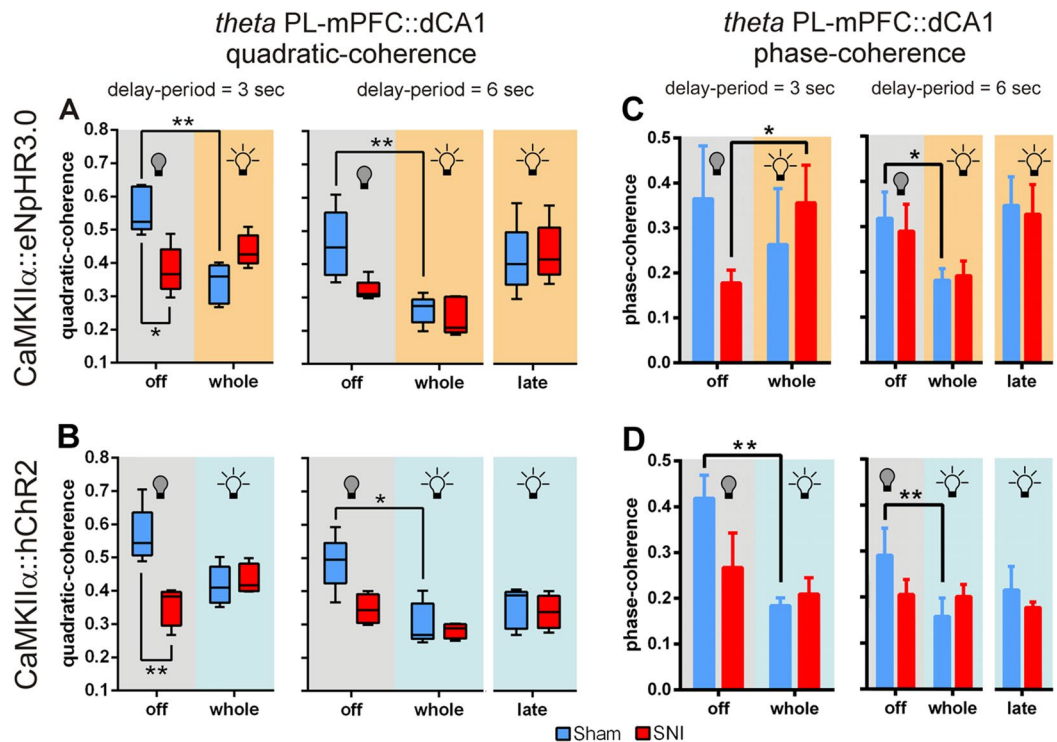 theta PL-mPFC::dCA1
quadratic-coherence
theta PL-mPFC::dCA1
phase-coherence
delay-period = 3 sec
delay-period = 6 sec
delay-period = 3 sec
delay-period = 6 sec
CaMKIIα::eNpHR3.0
A
quadratic-coherence
0.8
0.7
0.6
0.5
0.4
0.3
0.2
0.1
**
*
off
whole
**
off
whole
late
C
phase-coherence
0.5
0.4
0.3
0.2
0.1
0.0
*
off
whole
*
off
whole
late
CaMKIIα::hChR2
B
quadratic-coherence
0.8
0.7
0.6
0.5
0.4
0.3
0.2
0.1
**
off
whole
*
off
whole
late
D
phase-coherence
0.5
0.4
0.3
0.2
0.1
0.0
**
off
whole
**
off
whole
late
Sham
SNI